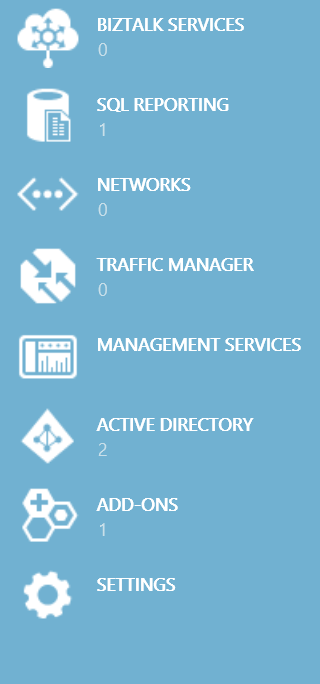 BIZTALK SERVICES
0
SQL REPORTING
1
NETWORKS
0
TRAFFIC MANAGER
0
MANAGEMENT SERVICES
ACTIVE DIRECTORY
2
ADD-ONS
1
SETTINGS